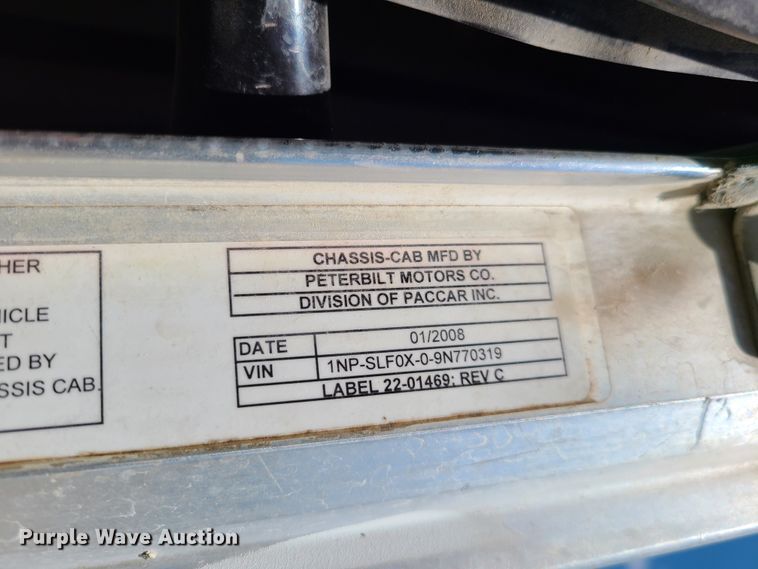 HER
HICLE
T
ED BY
SSIS CAB.
CHASSIS-CAB MFD BY
PETERBILT MOTORS CO.
DIVISION OF PACCAR INC.
DATE 01/2008
VIN 1NP-SLF0X-0-9N770319
LABEL 22-01469: REV C
Purple Wave Auction